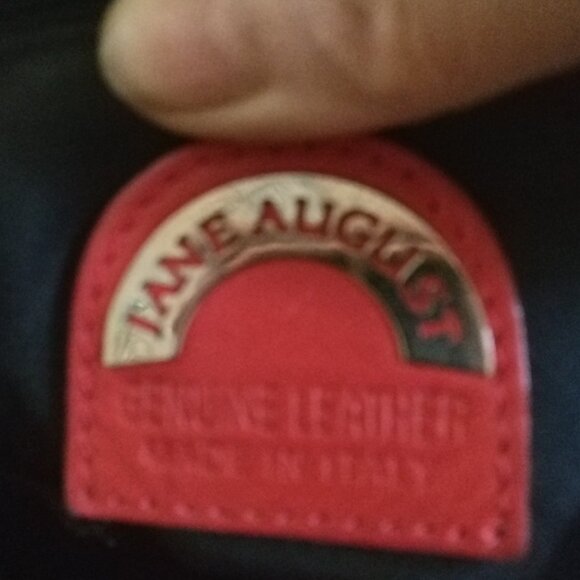 JANE AUGUST
GENUINE LEATHER
MADE IN ITALY